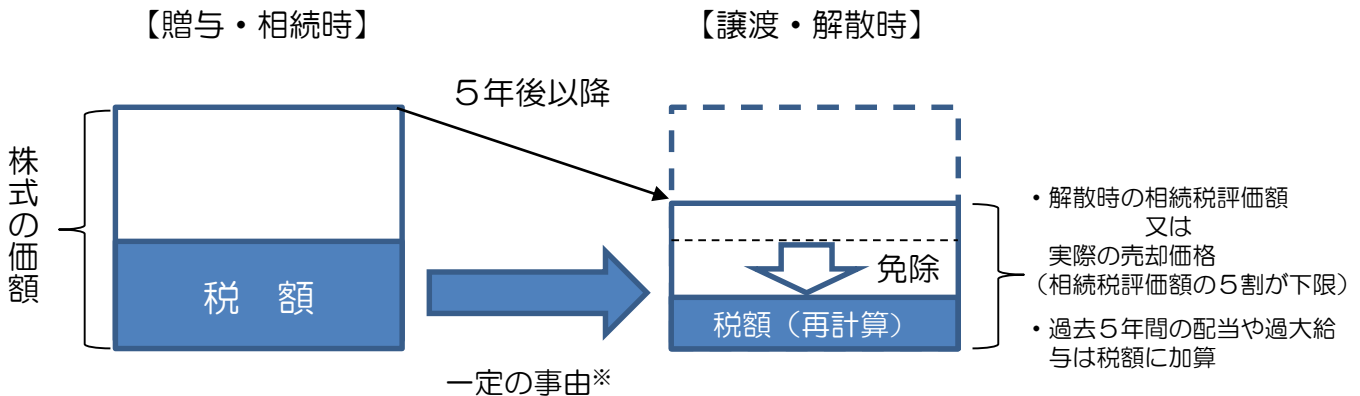 【贈与・相続時】
【譲渡・解散時】
５年後以降
株式の価額
税　額
一定の事由※
免除
税額（再計算）
・解散時の相続税評価額
又は
実際の売却価格
（相続税評価額の５割が下限）
・過去５年間の配当や過大給
与は税額に加算